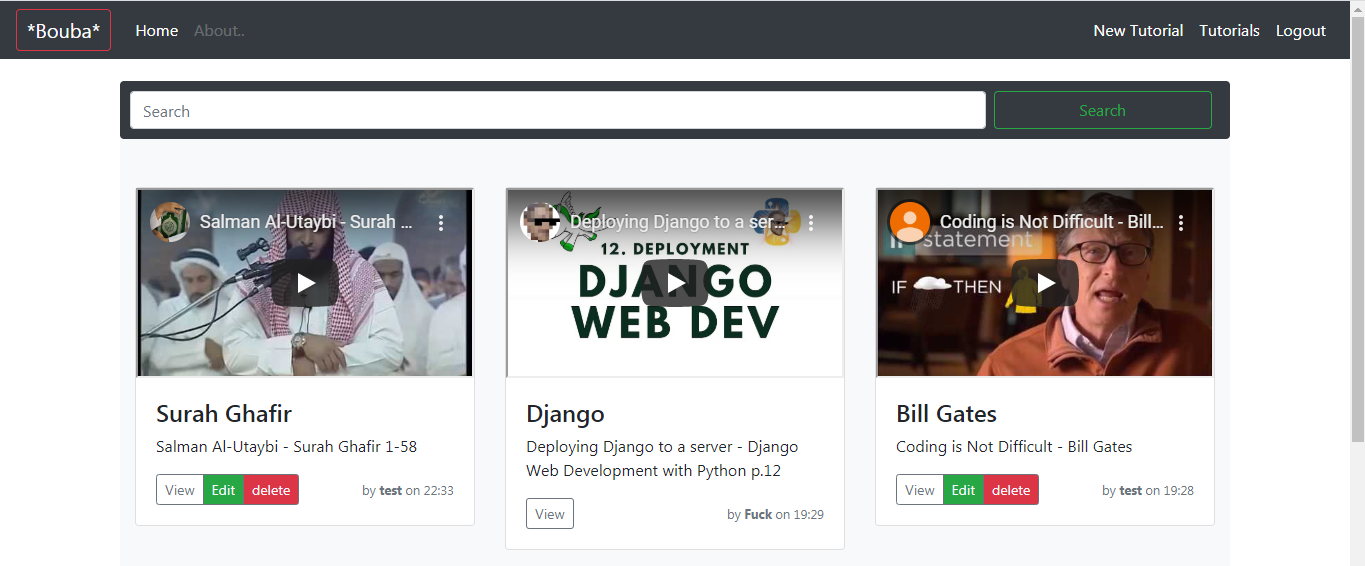 *Bouba*
Home
About..
New Tutorial
Tutorials
Logout
Search
Search
Salman Al-Utaybi - Surah ...
Surah Ghafir
Salman Al-Utaybi - Surah Ghafir 1-58
View
Edit
delete
by test on 22:33
Deploying Django to a ser...
12. DEPLOYMENT
DJANGO
WEB DEV
Django
Deploying Django to a server - Django
Web Development with Python p.12
View
by Fuck on 19:29
Coding is Not Difficult - Bill...
IF statement
IF
THEN
Bill Gates
Coding is Not Difficult - Bill Gates
View
Edit
delete
by test on 19:28